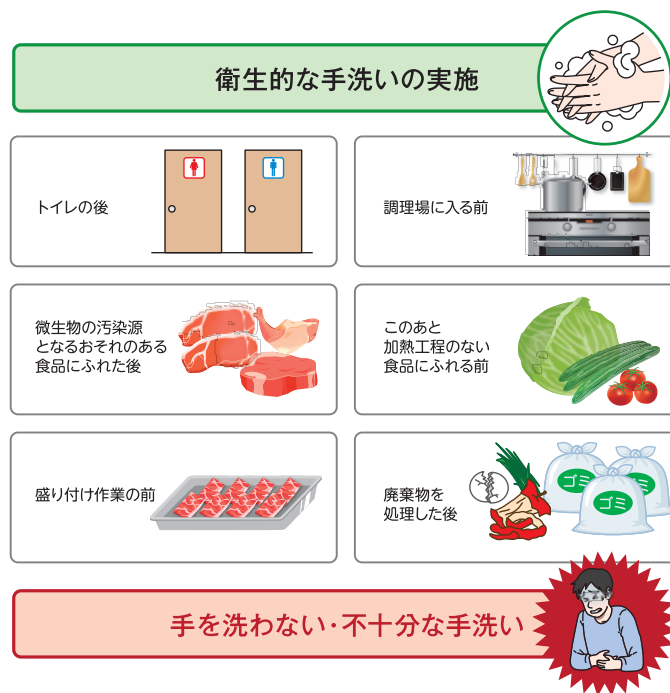 衛生的な手洗いの実施
トイレの後
調理場に入る前
微生物の汚染源
となるおそれのある
食品にふれた後
このあと
加熱工程のない
食品にふれる前
盛り付け作業の前
廃棄物を
処理した後
ゴミ
ゴミ
ゴミ
手を洗わない・不十分な手洗い